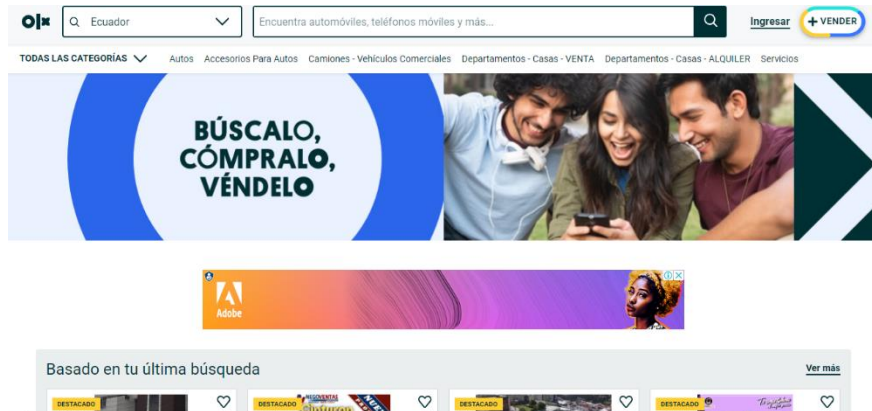 olx
Ecuador
Encuentra automóviles, teléfonos móviles y más...
Ingresar
+ VENDER
TODAS LAS CATEGORÍAS
Autos
Accesorios Para Autos
Camiones - Vehículos Comerciales
Departamentos - Casas - VENTA
Departamentos - Casas - ALQUILER
Servicios
BÚSCALO,
CÓMPRALO,
VÉNDELO
Adobe
Basado en tu última búsqueda
Ver más
DESTACADO
DESTACADO
DESTACADO
DESTACADO